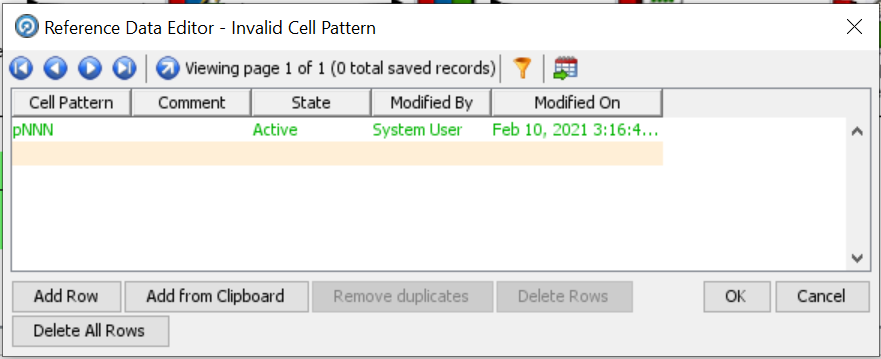 Reference Data Editor - Invalid Cell Pattern
Viewing page 1 of 1 (0 total saved records)
Cell Pattern Comment State Modified By Modified On
pNNN Active System User Feb 10, 2021 3:16:4...
Add Row Add from Clipboard Remove duplicates Delete Rows OK Cancel
Delete All Rows